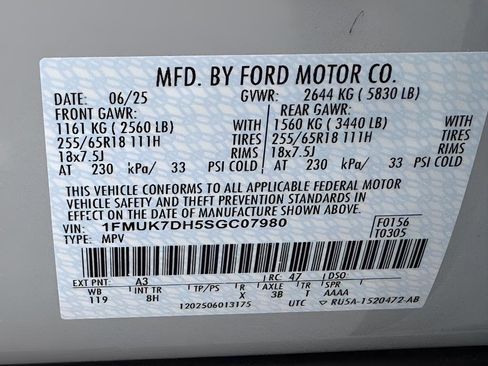 MFD. BY FORD MOTOR CO.
DATE: 06/25 GVWR: 2644 KG ( 5830 LB)
FRONT GAWR: REAR GAWR:
1161 KG ( 2560 LB) WITH 1560 KG ( 3440 LB) WITH
255/65R18 111H TIRES 255/65R18 111H TIRES
18x7.5J RIMS 18x7.5J RIMS
AT 230 kPa/ 33 PSI COLD AT 230 kPa/ 33 PSI COLD
THIS VEHICLE CONFORMS TO ALL APPLICABLE FEDERAL MOTOR
VEHICLE SAFETY AND BUMPER STANDARDS AND THEFT PREVENTION STANDARDS IN
EFFECT ON THE DATE OF MANUFACTURE SHOWN ABOVE.
VIN: 1FMUK7DH5SGC07980 F0156
TYPE: MPV T0305
EXT PNT: A3 RC: 47 DSO:
WB INT TR TP/PS R AXLE TR SPR
119 8H 3B T AAAA
1202506013175 UTC RU5A-1520472-AB